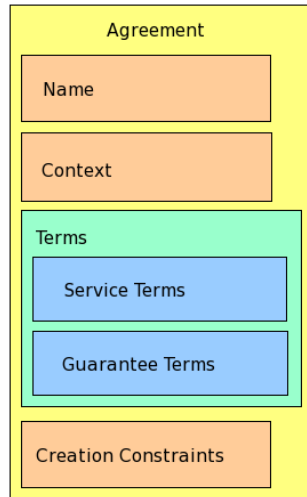 Agreement
Name
Context
Terms
Service Terms
Guarantee Terms
Creation Constraints